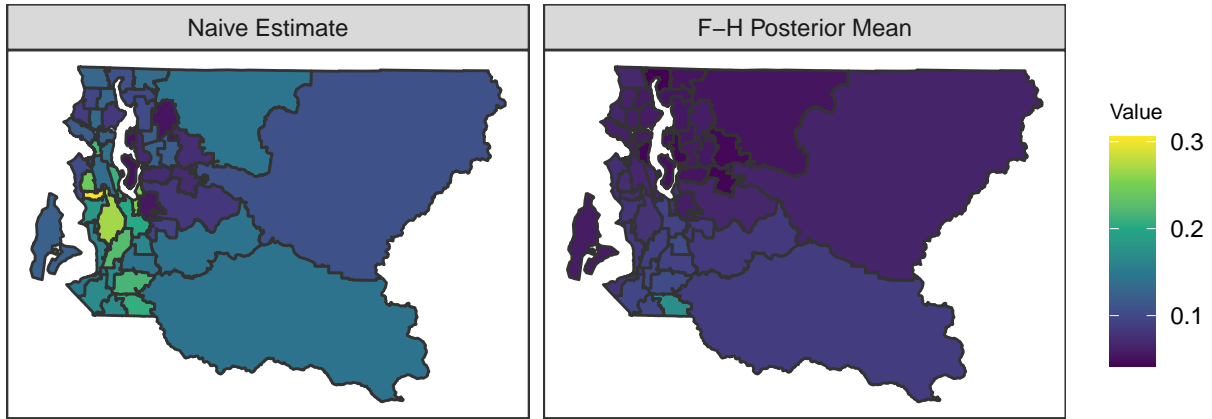 Naive Estimate
F−H Posterior Mean
Value
0.3
0.2
0.1